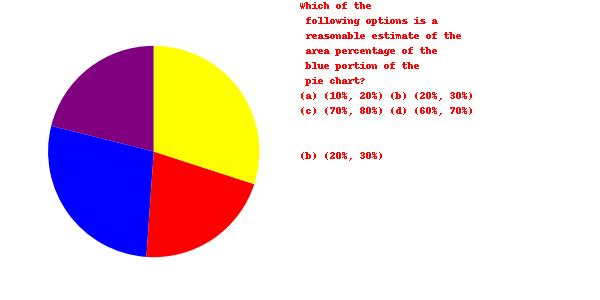 Which of the
following options is a
reasonable estimate of the
area percentage of the
blue portion of the
pie chart?
(a) (10%, 20%) (b) (20%, 30%)
(c) (70%, 80%) (d) (60%, 70%)
(b) (20%, 30%)